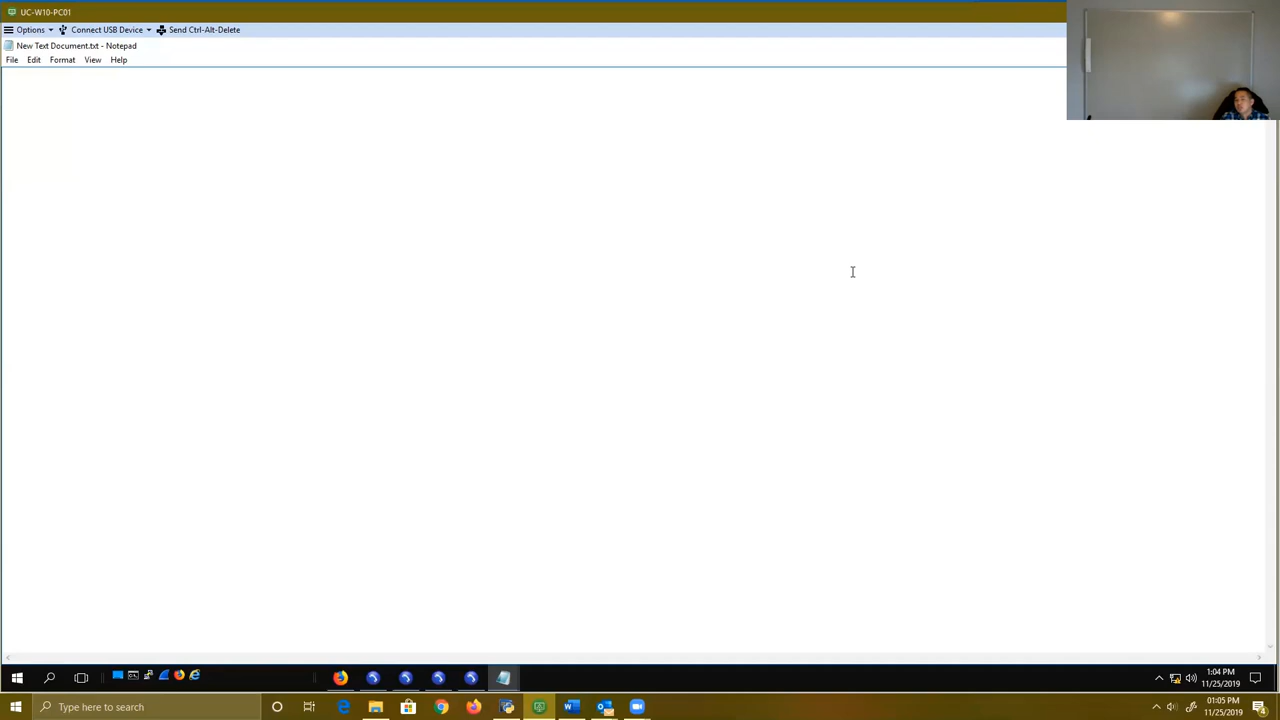 UC-W10-PC01
Options Connect USB Device Send Ctrl-Alt-Delete
New Text Document.txt - Notepad
File Edit Format View Help
1:04 PM
11/25/2019
Type here to search
01:05 PM
11/25/2019
4